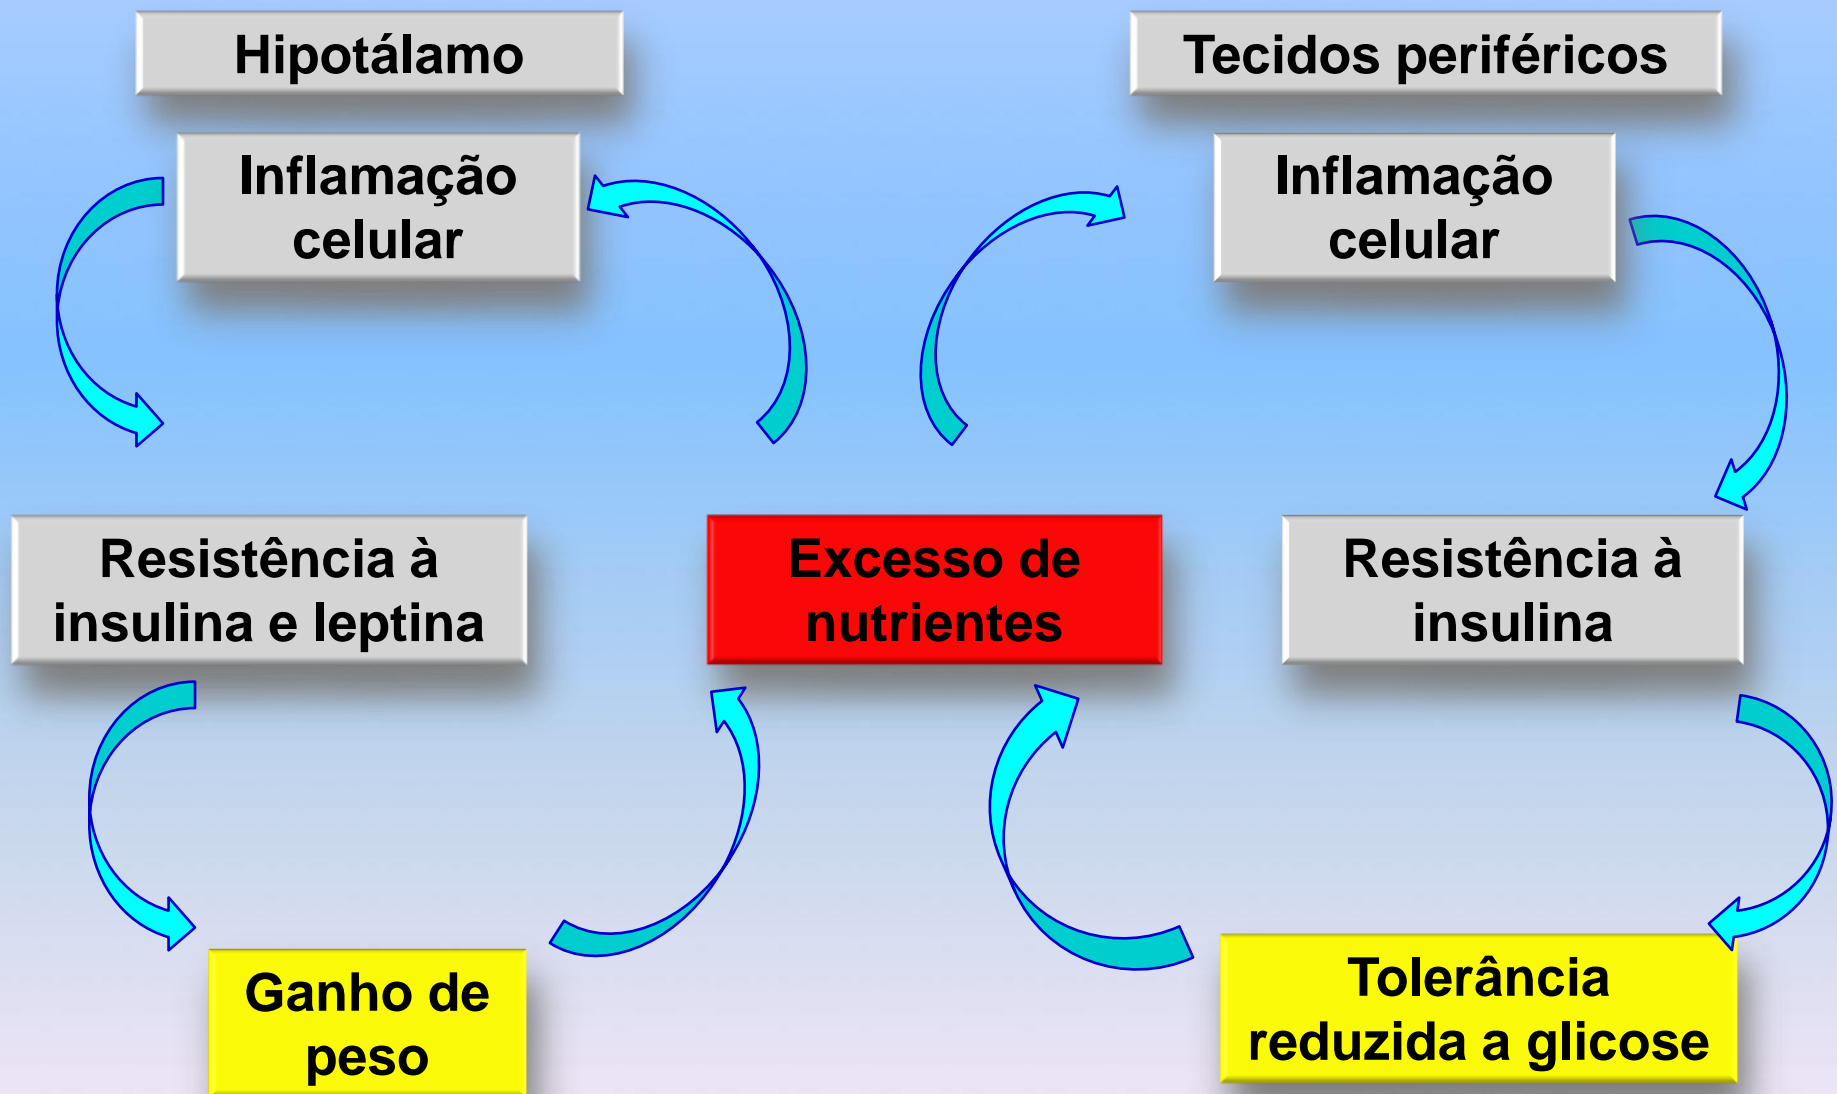 Hipotálamo
Tecidos periféricos
Inflamação
celular
Inflamação
celular
Resistência à
insulina e leptina
Excesso de
nutrientes
Resistência à
insulina
Ganho de
peso
Tolerância
reduzida a glicose